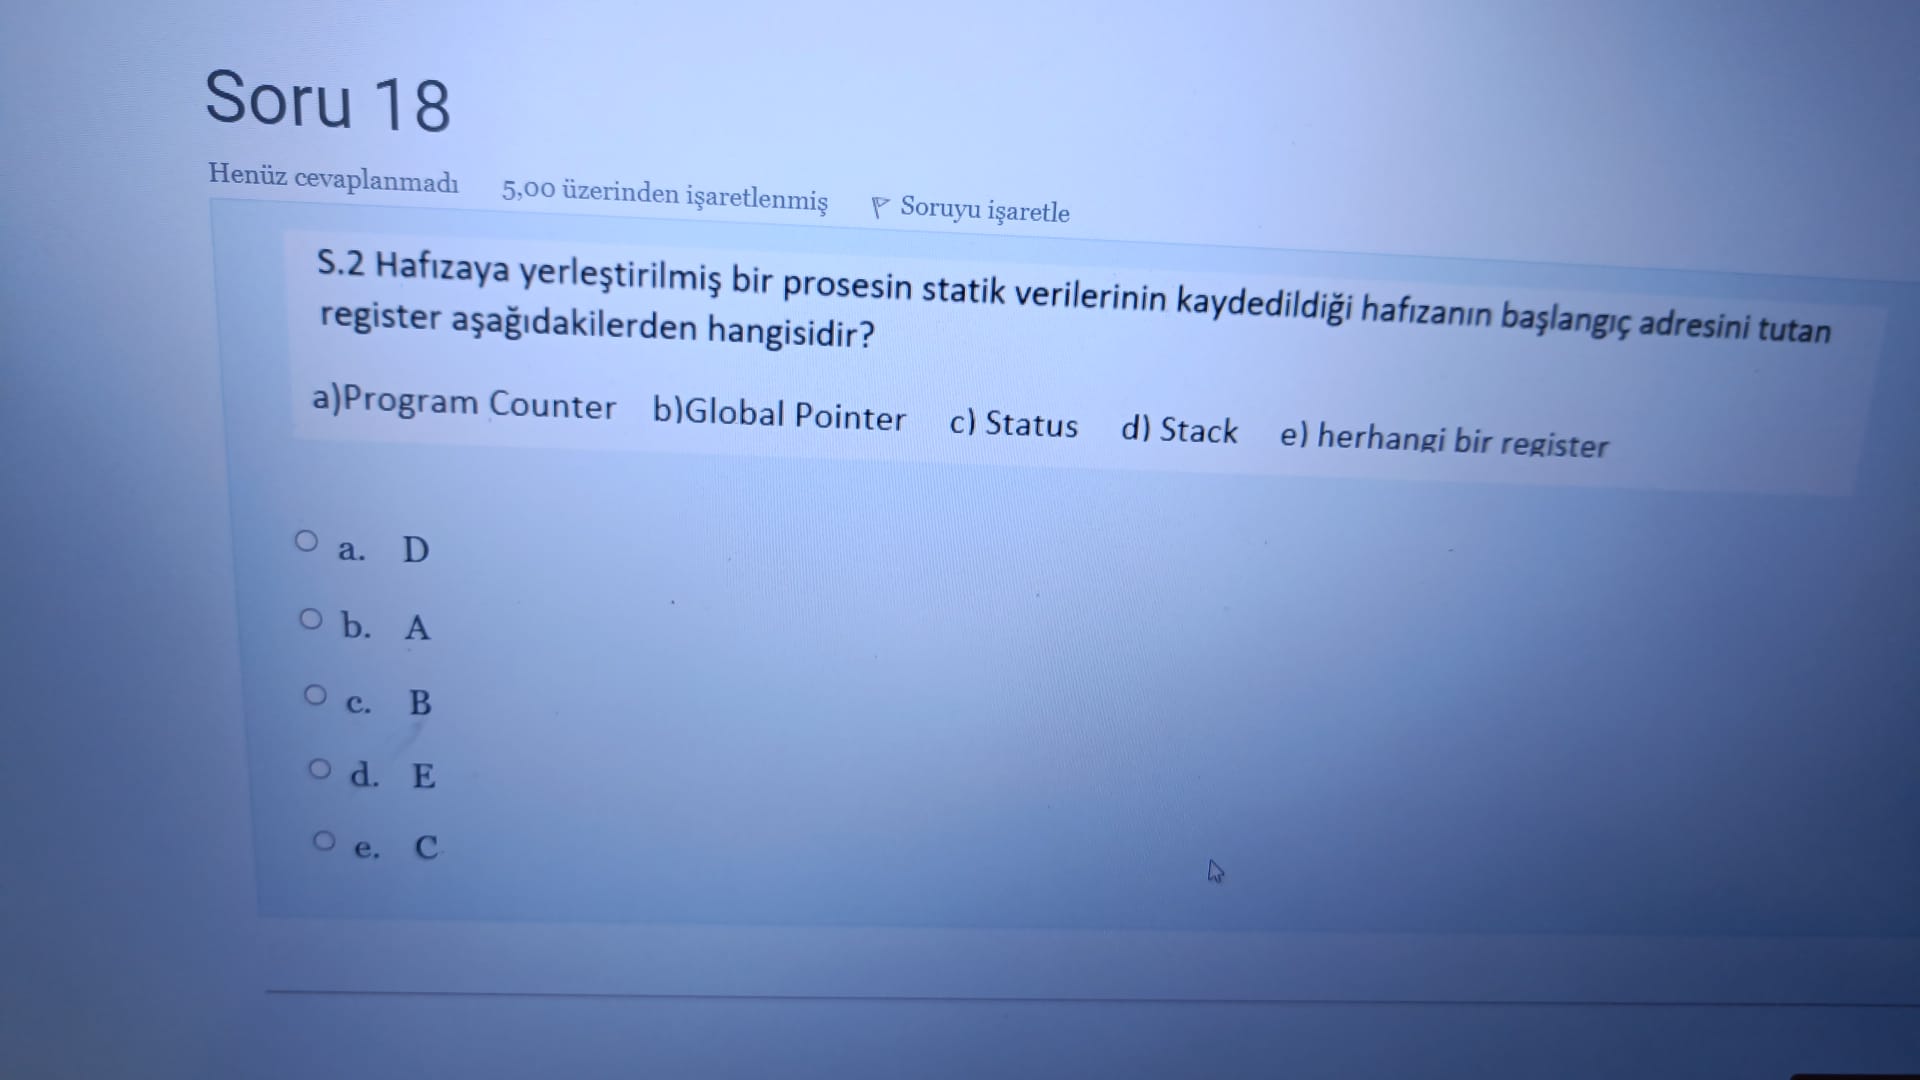 Soru 18
Henüz cevaplanmadı 5,00 üzerinden işaretlenmiş Soruyu işaretle
S.2 Hafızaya yerleştirilmiş bir prosesin statik verilerinin kaydedildiği hafızanın başlangıç adresini tutan
register aşağıdakilerden hangisidir?
a)Program Counter b)Global Pointer c) Status d) Stack e) herhangi bir register
a. D
b. A
c. B
d. E
e. C